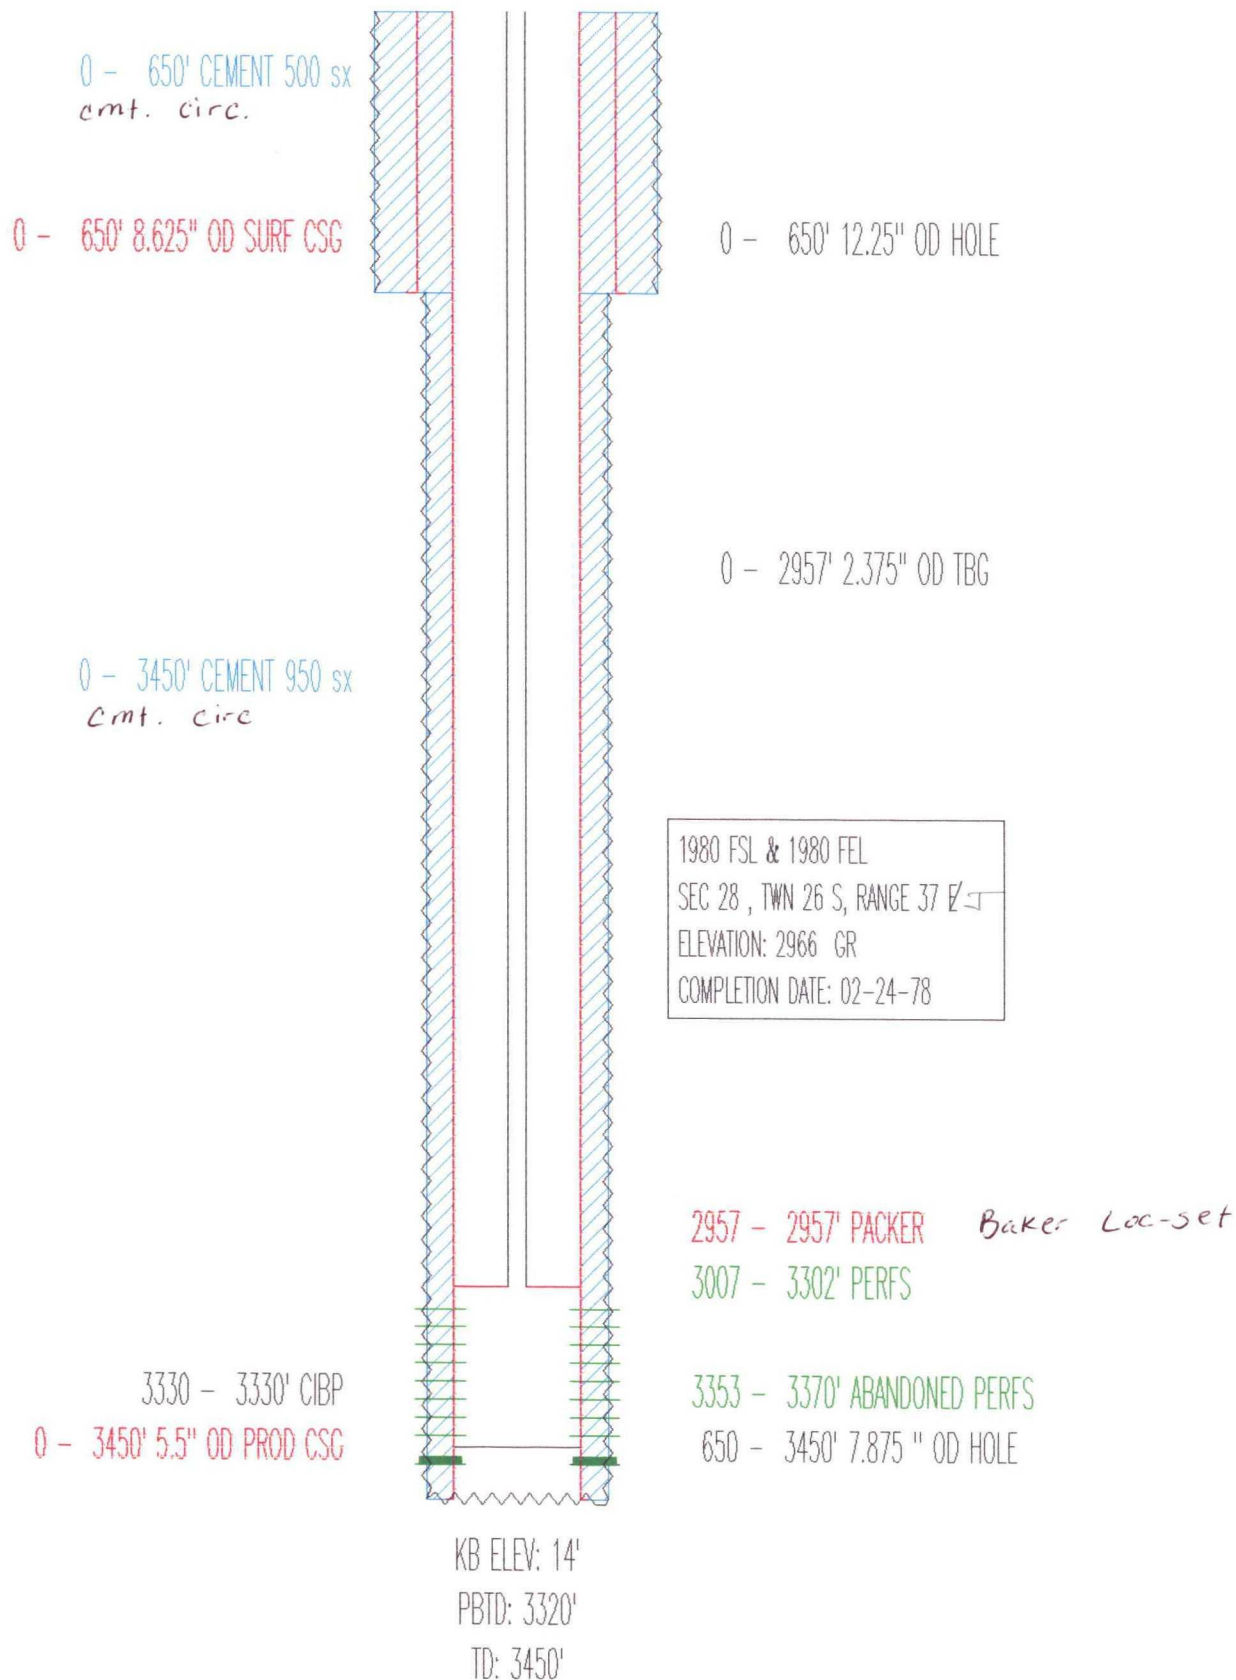 0 - 650' CEMENT 500 sx
cmt. circ.
0 - 650' 8.625" OD SURF CSG
0 - 650' 12.25" OD HOLE
0 - 2957' 2.375" OD TBG
0 - 3450' CEMENT 950 sx
cmt. circ
1980 FSL & 1980 FEL
SEC 28 , TWN 26 S, RANGE 37 E/J
ELEVATION: 2966 GR
COMPLETION DATE: 02-24-78
2957 - 2957' PACKER Baker Loc-set
3007 - 3302' PERFS
3330 - 3330' CIBP
3353 - 3370' ABANDONED PERFS
0 - 3450' 5.5" OD PROD CSG
650 - 3450' 7.875 " OD HOLE
KB ELEV: 14'
PBTD: 3320'
TD: 3450'